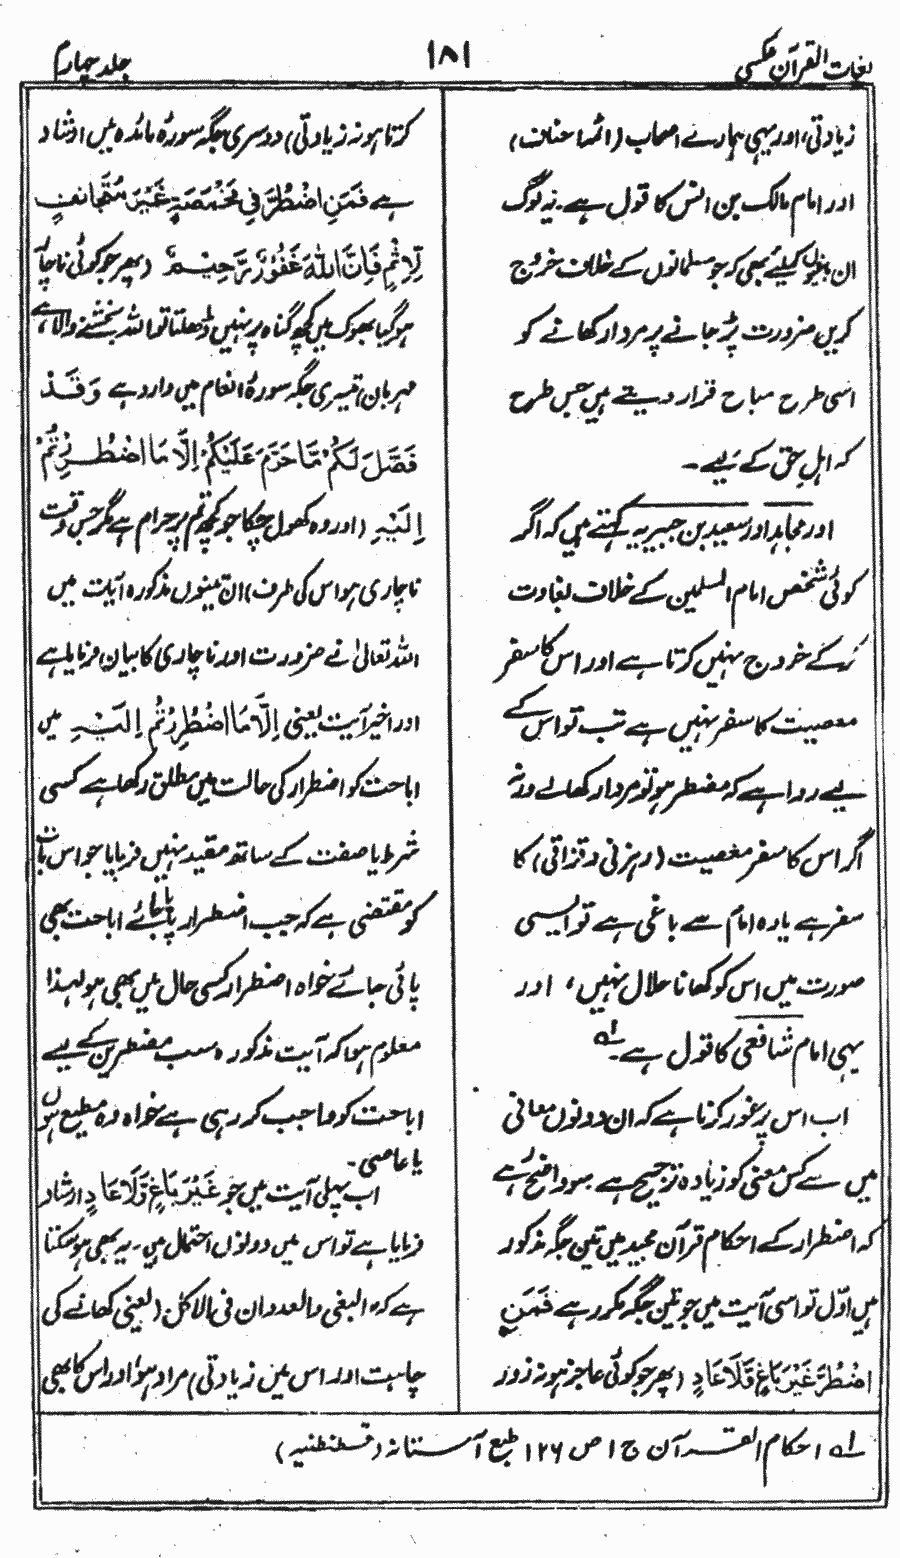 لغات القرآن عکسی
۱۸۱
جلد چہارم
زیادتی، اور یہی ہمارے اصحاب (ائمہ احناف)
اور امام مالک بن انس کا قول ہے۔ یہ لوگ
ان باغیوں کیلئے بھی کہ جو مسلمانوں کے خلاف خروج
کریں ضرورت پڑ جانے پر مردار کھانے کو
اسی طرح مباح قرار دیتے ہیں جس طرح
کہ اہلِ حق کے لیے۔
اور مجاہد اور سعید بن جبیر یہ کہتے ہیں کہ اگر
کوئی شخص امام المسلمین کے خلاف بغاوت
کر کے خروج نہیں کرتا ہے اور اس کا سفر
معصیت کا سفر نہیں ہے تب تو اس کے
لیے روا ہے کہ مضطر ہو تو مردار کھالے ورنہ
اگر اس کا سفر معصیت (رہزنی و قزاقی) کا
سفر ہے یا وہ امام سے باغی ہے تو ایسی
صورت میں اس کو کھانا حلال نہیں، اور
یہی امام شافعی کا قول ہے۔ لہ
اب اس پر غور کرنا ہے کہ ان دونوں معانی
میں سے کس معنی کو زیادہ ترجیح ہے سو واضح رہے
کہ اضطرار کے احکام قرآن مجید میں تین جگہ مذکور
ہیں اوّل تو اسی آیت میں جو تین جگہ مکرر ہے فَمَنِ
اضْطُرَّ غَيْرَ بَاغٍ وَّلَا عَادٍ (پھر جو کوئی عاجز ہو نہ زور
کرتا ہو نہ زیادتی) دوسری جگہ سورۂ مائدہ میں ارشاد
ہے فَمَنِ اضْطُرَّ فِي مَخْمَصَةٍ غَيْرَ مُتَجَانِفٍ
لِّإِثْمٍ فَإِنَّ اللهَ غَفُوْرٌ رَّحِيْمٌ (پھر جو کوئی ناچار
ہو گیا بھوک میں کچھ گناہ پر نہیں ڈھلتا تو اللہ بخشنے والا ہے،
مہربان) تیسری جگہ سورۂ انعام میں وارد ہے وَقَدْ
فَصَّلَ لَكُمْ مَّا حَرَّمَ عَلَيْكُمْ إِلَّا مَا اضْطُرِرْتُمْ
إِلَيْهِ (اور وہ کھول چکا جو کچھ تم پر حرام ہے مگر جس وقت
ناچاری ہو اس کی طرف) ان تینوں مذکورہ آیت میں
اللہ تعالیٰ نے ضرورت اور ناچاری کا بیان فرمایا ہے
اور اخیر آیت یعنی إِلَّا مَا اضْطُرِرْتُمْ إِلَيْهِ میں
اباحت کو اضطرار کی حالت میں مطلق رکھا ہے کسی
شرط یا صفت کے ساتھ مقید نہیں فرمایا جو اس بات
کو مقتضی ہے کہ جب اضطرار پایا جائے اباحت بھی
پائی جائے خواہ اضطرار کسی حال میں بھی ہو لہذا
معلوم ہوا کہ آیت مذکورہ سب مضطرین کے لیے
اباحت کو واجب کر رہی ہے خواہ وہ مطیع ہوں
یا عاصی۔
اب پہلی آیت میں جو غَيْرَ بَاغٍ وَّلَا عَادٍ ارشاد
فرمایا ہے تو اس میں دونوں احتمال ہیں۔ یہ بھی ہو سکتا
ہے کہ البغی والعدوان فی الاکل (یعنی کھانے کی
چاہت اور اس میں زیادتی) مراد ہو اور اس کا بھی
لہ احکام القرآن ج ۱ ص ۱۲۶ طبع آستانہ (قسطنطنیہ)